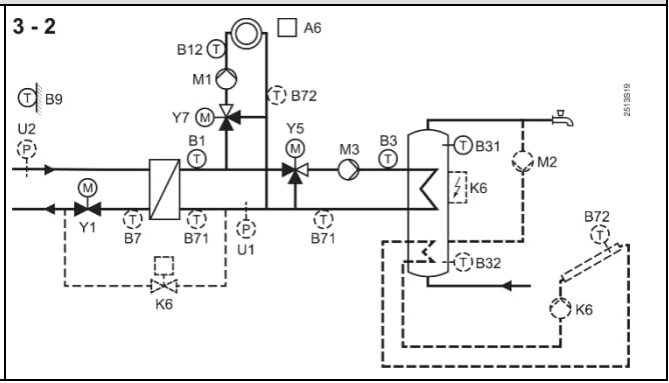 3 - 2
A6
B12
T
M1
T
B72
T
B9
Y7
M
Y5
2513S19
U2
P
B1
T
M
M3
B3
T
T
B31
M2
M
K6
Y1
T
B7
T
B71
P
U1
T
B71
B72
T
T
B32
K6
K6